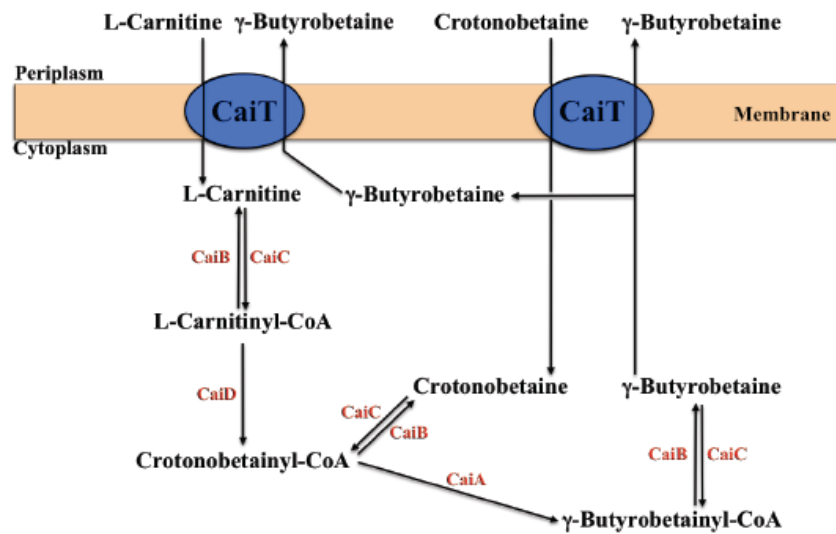 L-Carnitine γ-Butyrobetaine Crotonobetaine γ-Butyrobetaine
Periplasm
CaiT CaiT Membrane
Cytoplasm
L-Carnitine γ-Butyrobetaine
CaiB CaiC
L-Carnitinyl-CoA
CaiD Crotonobetaine γ-Butyrobetaine
CaiC
CaiB
Crotonobetainyl-CoA CaiB CaiC
CaiA
γ-Butyrobetainyl-CoA